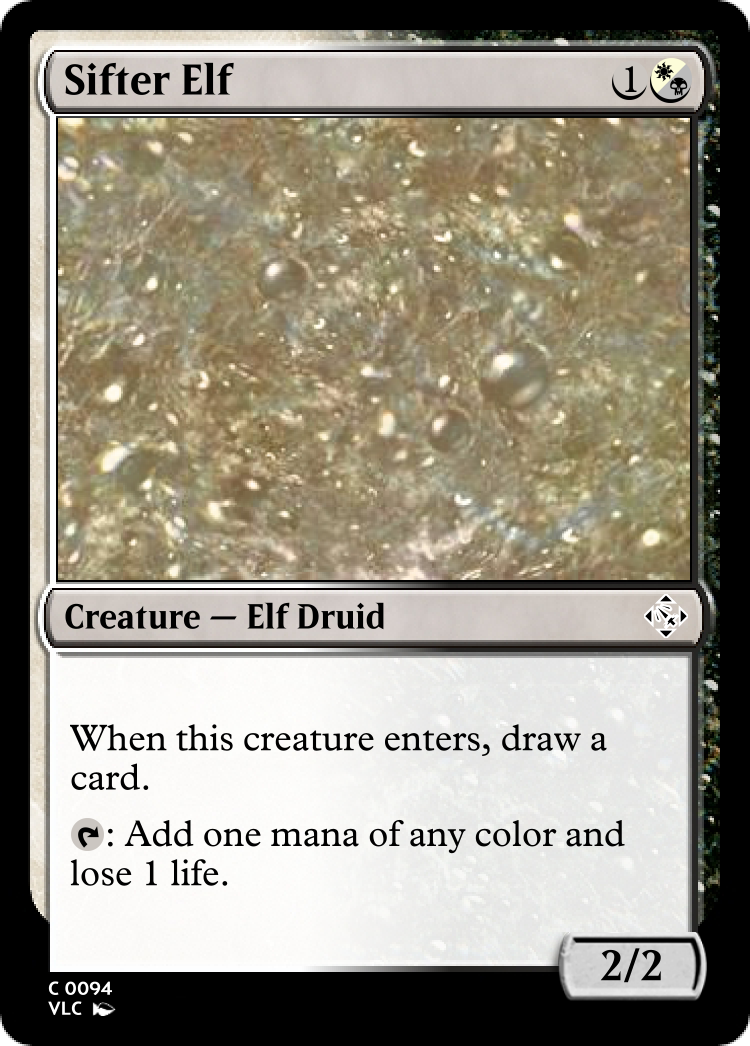 Sifter Elf
1
Creature — Elf Druid
When this creature enters, draw a
card.
: Add one mana of any color and
lose 1 life.
2/2
C 0094
VLC